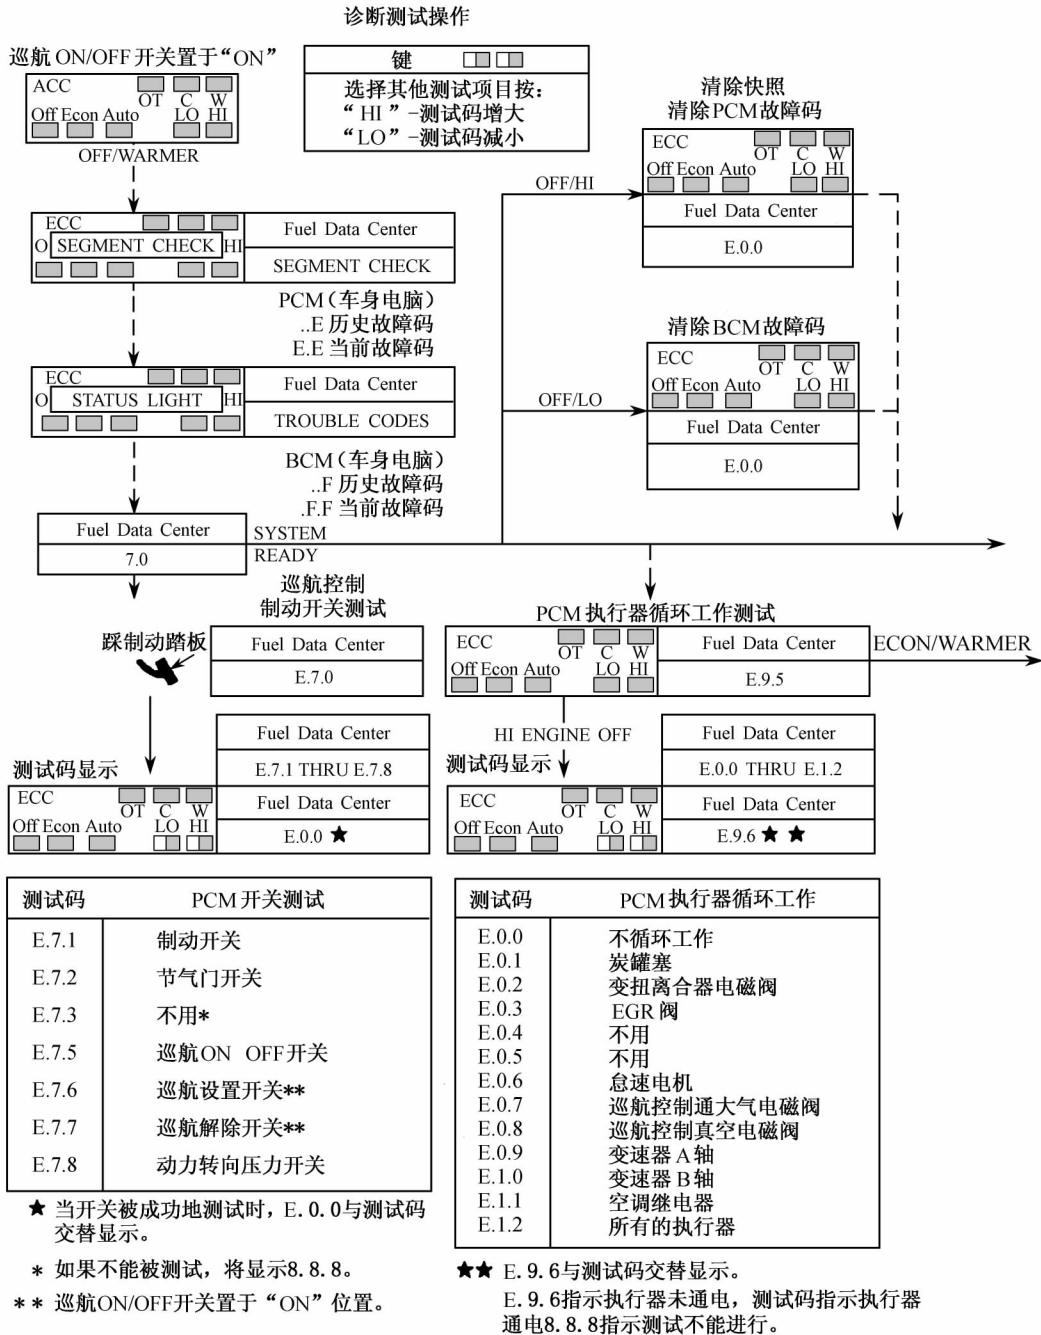 诊断测试操作
巡航 ON/OFF 开关置于“ON”
ACC
OT C W
Off Econ Auto LO HI
OFF/WARMER
键
选择其他测试项目按：
“HI”-测试码增大
“LO”-测试码减小
清除快照
清除PCM故障码
ECC
OT C W
Off Econ Auto LO HI
Fuel Data Center
E.0.0
OFF/HI
ECC
O SEGMENT CHECK HI
Fuel Data Center
SEGMENT CHECK
PCM（车身电脑）
..E 历史故障码
E.E 当前故障码
清除BCM故障码
ECC
OT C W
Off Econ Auto LO HI
Fuel Data Center
E.0.0
OFF/LO
ECC
O STATUS LIGHT HI
Fuel Data Center
TROUBLE CODES
BCM（车身电脑）
..F 历史故障码
.F.F 当前故障码
Fuel Data Center
7.0
SYSTEM
READY
巡航控制
制动开关测试
踩制动踏板
Fuel Data Center
E.7.0
PCM 执行器循环工作测试
ECC
OT C W
Off Econ Auto LO HI
Fuel Data Center
E.9.5
ECON/WARMER
HI ENGINE OFF
测试码显示
Fuel Data Center
E.7.1 THRU E.7.8
Fuel Data Center
E.0.0 ★
ECC
OT C W
Off Econ Auto LO HI
测试码显示
Fuel Data Center
E.0.0 THRU E.1.2
Fuel Data Center
E.9.6 ★ ★
ECC
OT C W
Off Econ Auto LO HI
测试码 PCM 开关测试
E.7.1 制动开关
E.7.2 节气门开关
E.7.3 不用*
E.7.5 巡航ON OFF开关
E.7.6 巡航设置开关**
E.7.7 巡航解除开关**
E.7.8 动力转向压力开关
★ 当开关被成功地测试时，E.0.0与测试码
交替显示。
* 如果不能被测试，将显示8.8.8。
** 巡航ON/OFF开关置于“ON”位置。
测试码 PCM执行器循环工作
E.0.0 不循环工作
E.0.1 炭罐塞
E.0.2 变扭离合器电磁阀
E.0.3 EGR 阀
E.0.4 不用
E.0.5 不用
E.0.6 怠速电机
E.0.7 巡航控制通大气电磁阀
E.0.8 巡航控制真空电磁阀
E.0.9 变速器 A 轴
E.1.0 变速器 B 轴
E.1.1 空调继电器
E.1.2 所有的执行器
★★ E.9.6与测试码交替显示。
E.9.6指示执行器未通电，测试码指示执行器
通电8.8.8指示测试不能进行。